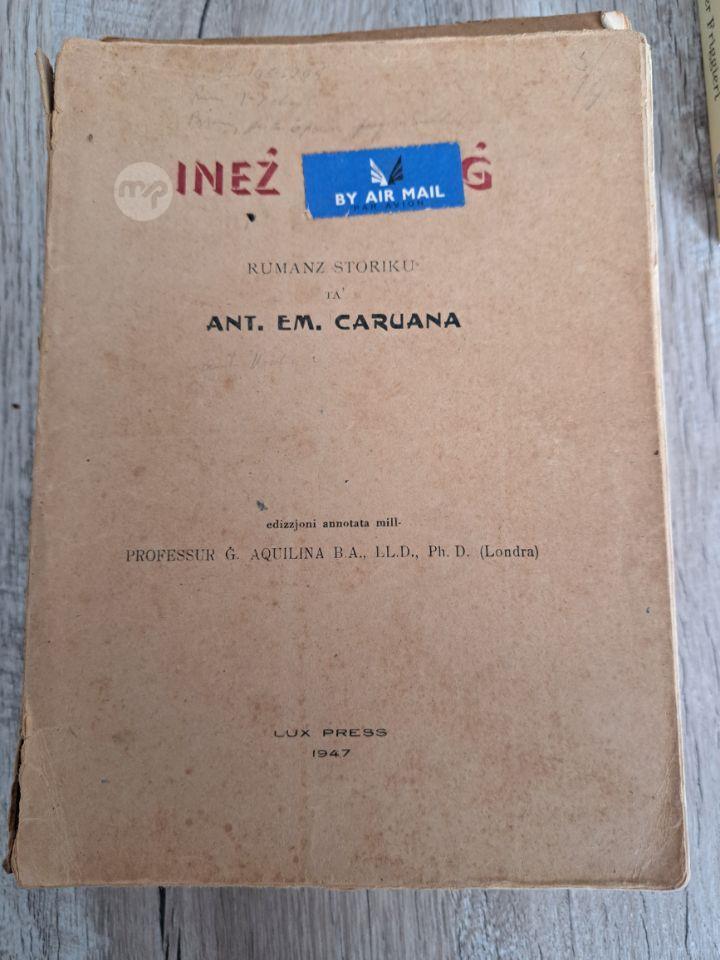 mp
INEŻ Ġ
BY AIR MAIL
PAR AVION
RUMANZ STORIKU
TA'
ANT. EM. CARUANA
edizzjoni annotata mill-
PROFESSUR Ġ. AQUILINA B.A., LL.D., Ph. D. (Londra)
LUX PRESS
1947